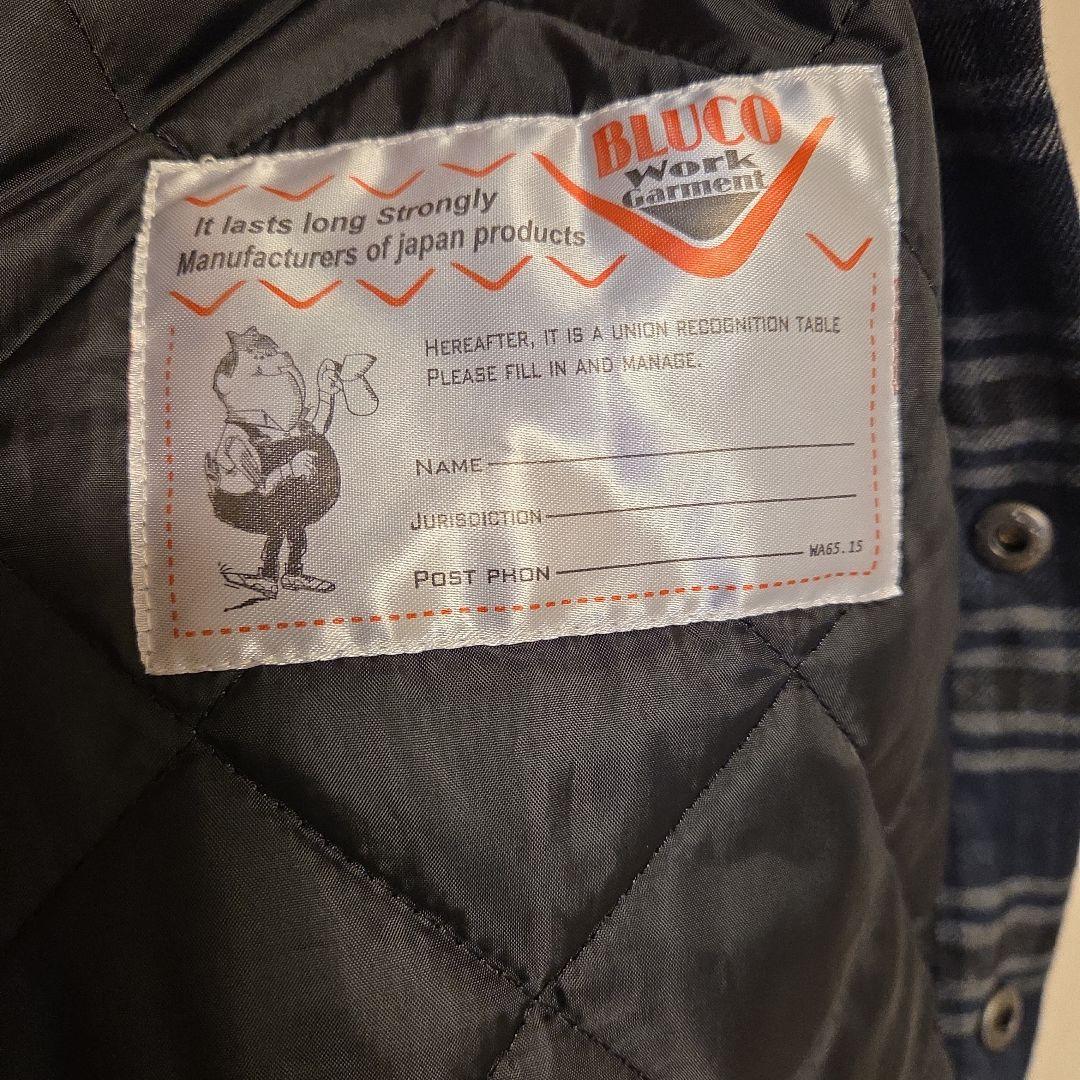 BLUCO
Work
Garment
It lasts long Strongly
Manufacturers of japan products
HEREAFTER, IT IS A UNION RECOGNITION TABLE
PLEASE FILL IN AND MANAGE.
NAME
JURISDICTION
POST PHON
WA65.15